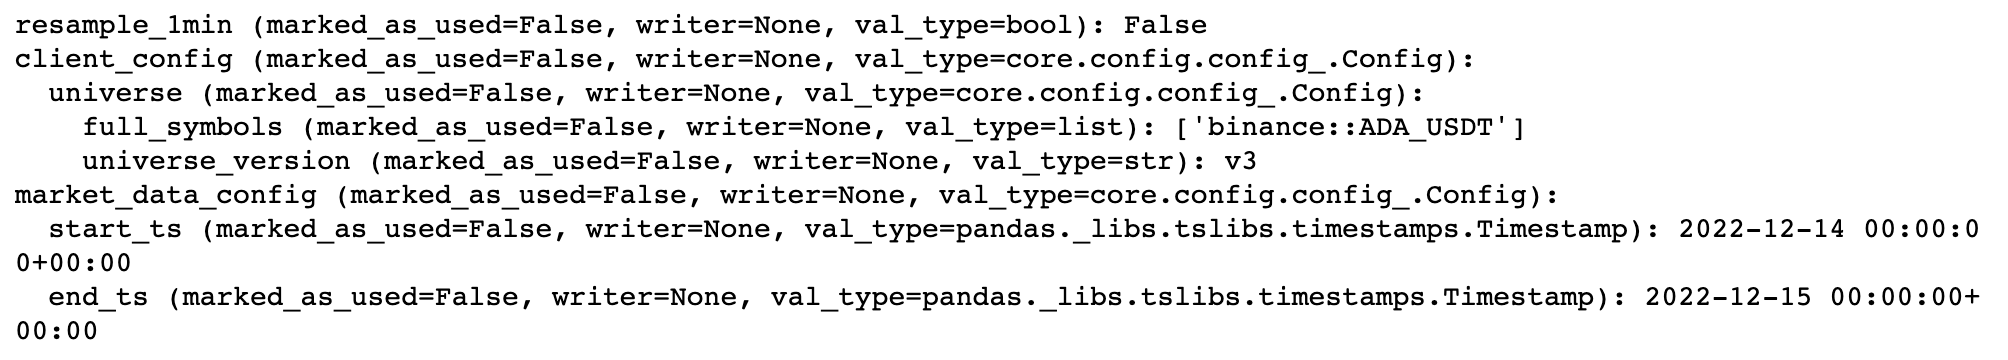 resample_1min (marked_as_used=False, writer=None, val_type=bool): False
client_config (marked_as_used=False, writer=None, val_type=core.config.config_.Config):
  universe (marked_as_used=False, writer=None, val_type=core.config.config_.Config):
    full_symbols (marked_as_used=False, writer=None, val_type=list): ['binance::ADA_USDT']
    universe_version (marked_as_used=False, writer=None, val_type=str): v3
market_data_config (marked_as_used=False, writer=None, val_type=core.config.config_.Config):
  start_ts (marked_as_used=False, writer=None, val_type=pandas._libs.tslibs.timestamps.Timestamp): 2022-12-14 00:00:0
0+00:00
  end_ts (marked_as_used=False, writer=None, val_type=pandas._libs.tslibs.timestamps.Timestamp): 2022-12-15 00:00:00+
00:00